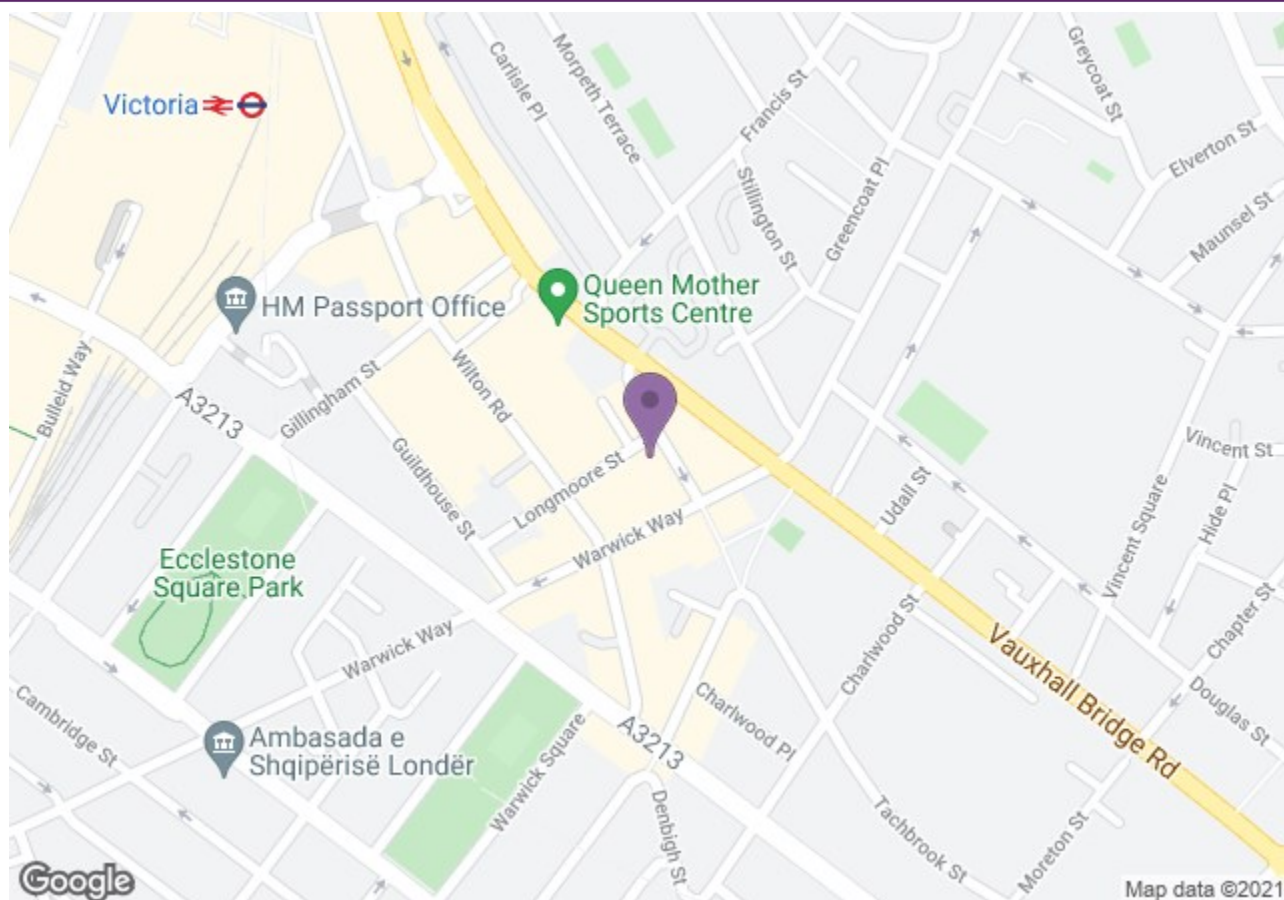 Victoria
Carlisle Pl
Morpeth Terrace
Francis St
Greycoat St
Elverton St
Maunsel St
Stillington St
Greencoat Pl
Queen Mother
Sports Centre
HM Passport Office
Bulleid Way
A3213
Gillingham St
Wilton Rd
Guildhouse St
Longmoore St
Warwick Way
Udall St
Vincent St
Hide Pl
Vincent Square
Chapter St
Douglas St
Ecclestone
Square Park
Warwick Way
Charlwood St
Vauxhall Bridge Rd
Cambridge St
Ambasada e
Shqipërisë Londër
Warwick Square
A3213
Charlwood Pl
Denbigh St
Tachbrook St
Moreton St
Google
Map data ©2021